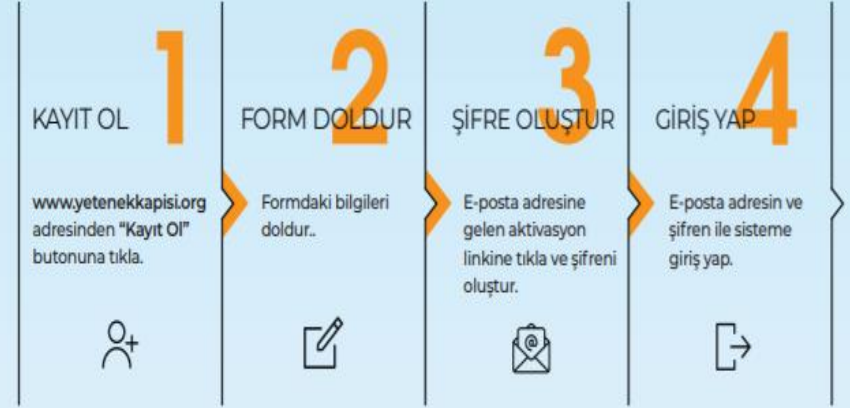 1
KAYIT OL
www.yetenekkapisi.org
adresinden “Kayıt Ol”
butonuna tıkla.
2
FORM DOLDUR
Formdaki bilgileri
doldur..
3
ŞİFRE OLUŞTUR
E-posta adresine
gelen aktivasyon
linkine tıkla ve şifreni
oluştur.
@
4
GİRİŞ YAP
E-posta adresin ve
şifren ile sisteme
giriş yap.